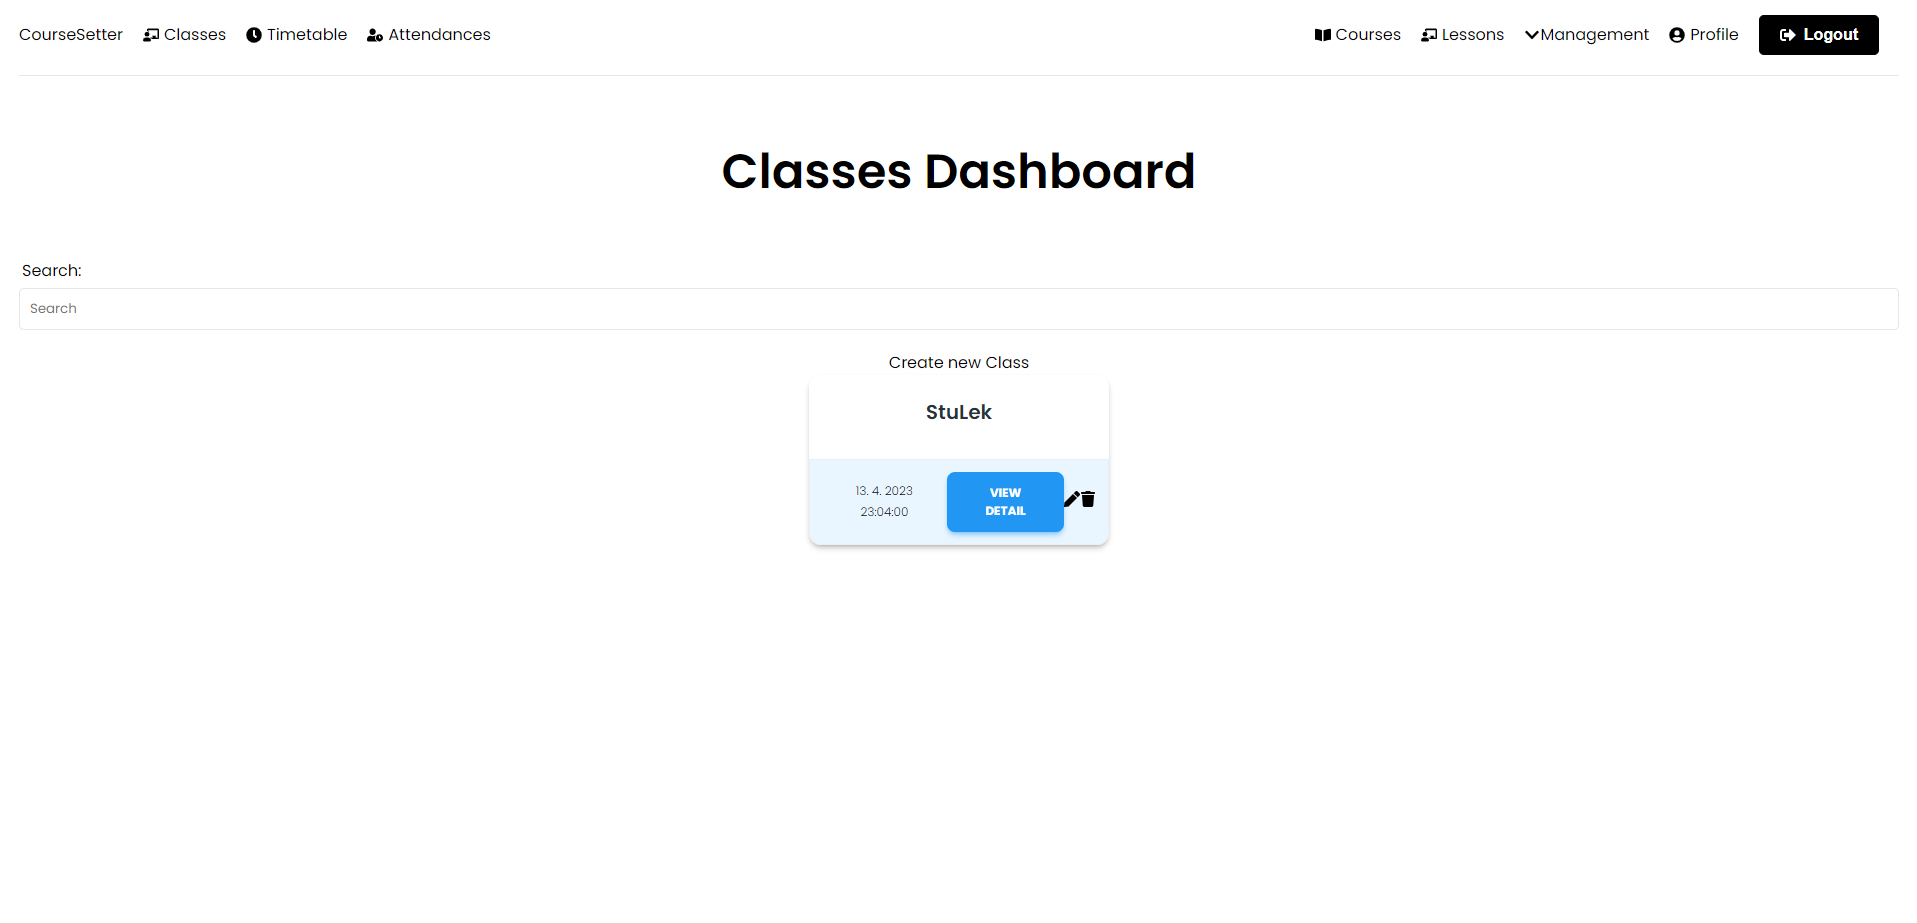 CourseSetter Classes Timetable Attendances Courses Lessons Management Profile Logout
Classes Dashboard
Search:
Search
Create new Class
StuLek
13. 4. 2023
23:04:00
VIEW
DETAIL